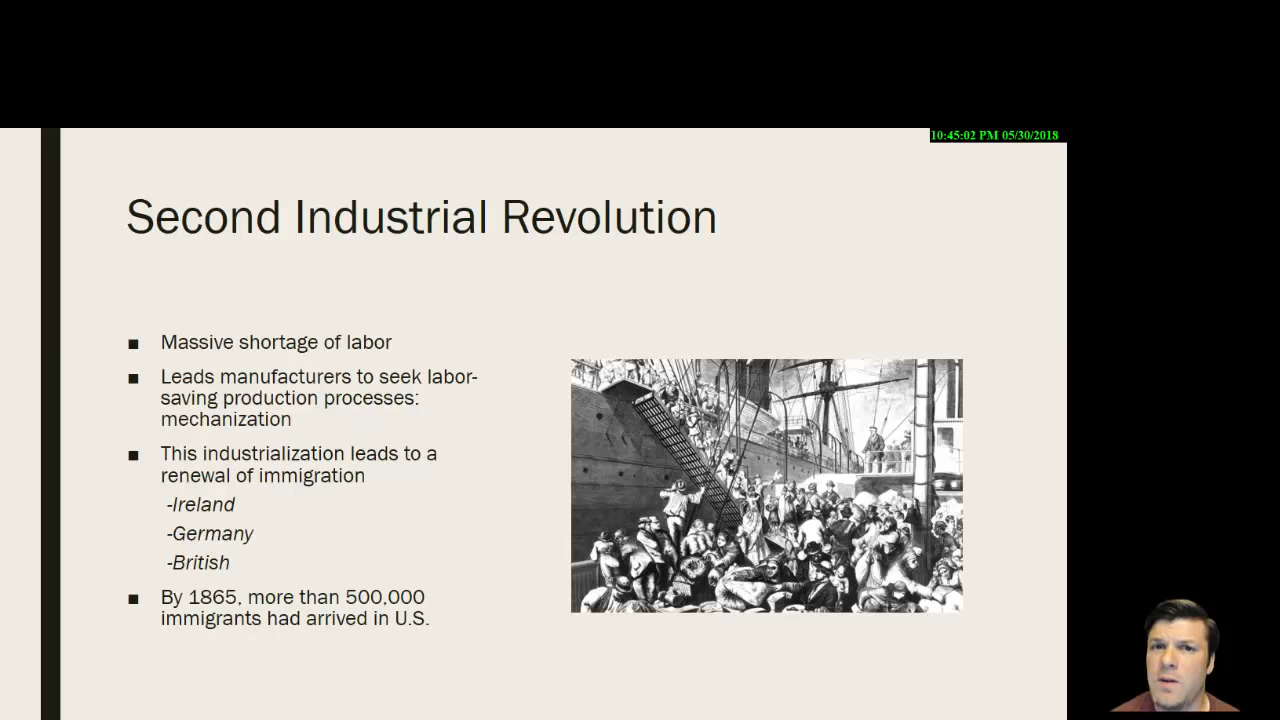 10:45:02 PM 05/30/2018
Second Industrial Revolution
■ Massive shortage of labor
■ Leads manufacturers to seek labor-
saving production processes:
mechanization
■ This industrialization leads to a
renewal of immigration
-Ireland
-Germany
-British
■ By 1865, more than 500,000
immigrants had arrived in U.S.